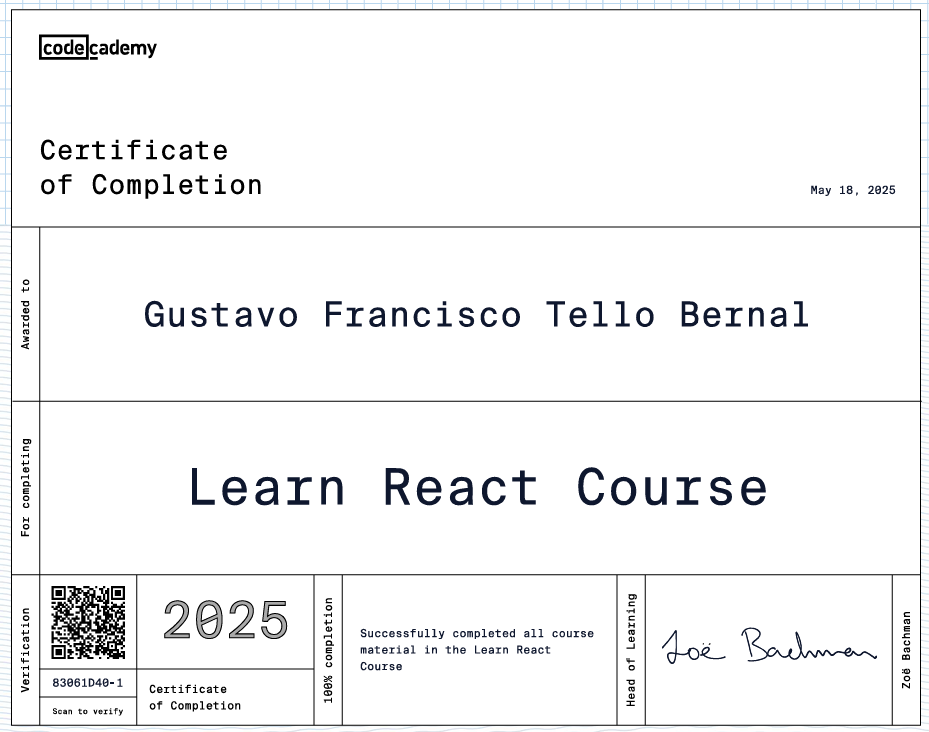 codecademy
Certificate
of Completion
May 18, 2025
Awarded to
Gustavo Francisco Tello Bernal
For completing
Learn React Course
Verification
83061D40-1
Scan to verify
2025
Certificate
of Completion
100% completion
Successfully completed all course
material in the Learn React
Course
Head of Learning
Zoë Bachman
Zoë Bachman